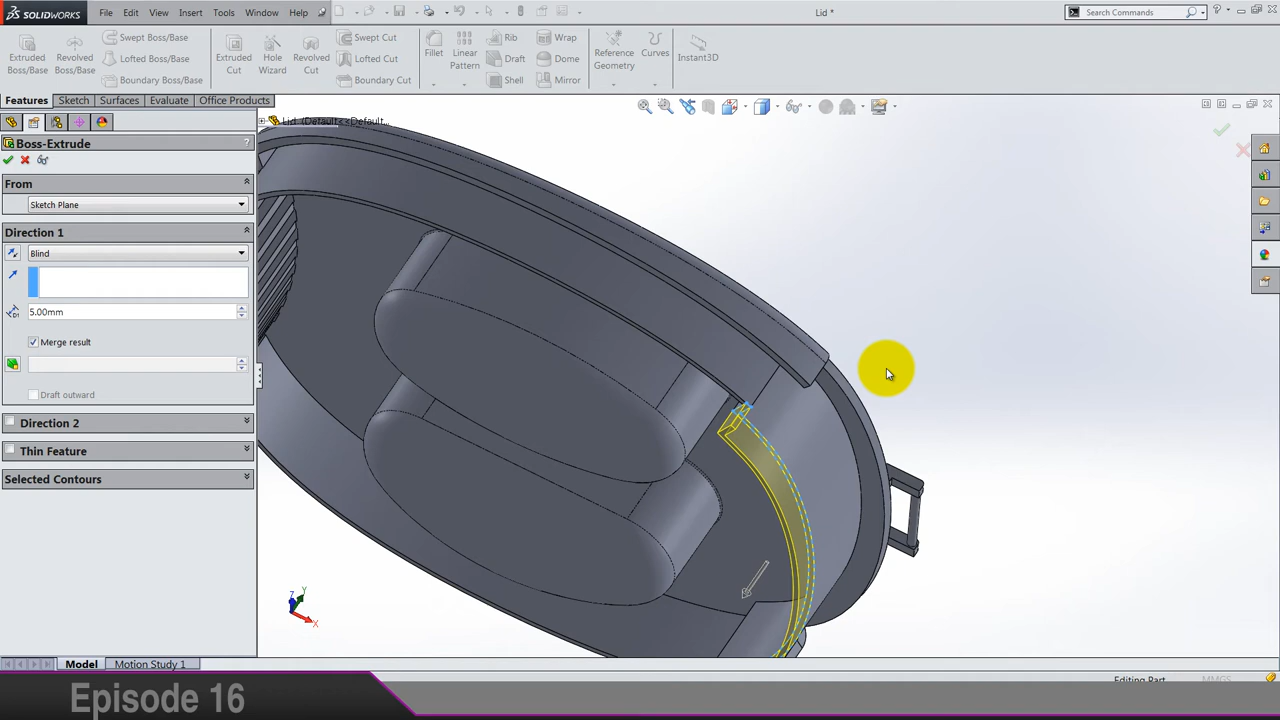 SOLIDWORKS File Edit View Insert Tools Window Help Lid * Search Commands
Extruded Boss/Base
Revolved Boss/Base
Swept Boss/Base
Lofted Boss/Base
Boundary Boss/Base
Extruded Cut
Hole Wizard
Revolved Cut
Swept Cut
Lofted Cut
Boundary Cut
Fillet
Linear Pattern
Rib
Draft
Shell
Wrap
Dome
Mirror
Reference Geometry
Curves
Instant3D
Features Sketch Surfaces Evaluate Office Products
Lid (Default<<Default...
Boss-Extrude ?
From
Sketch Plane
Direction 1
Blind
5.00mm
Merge result
Draft outward
Direction 2
Thin Feature
Selected Contours
Z Y X
Model Motion Study 1
Editing Part MMGS
Episode 16